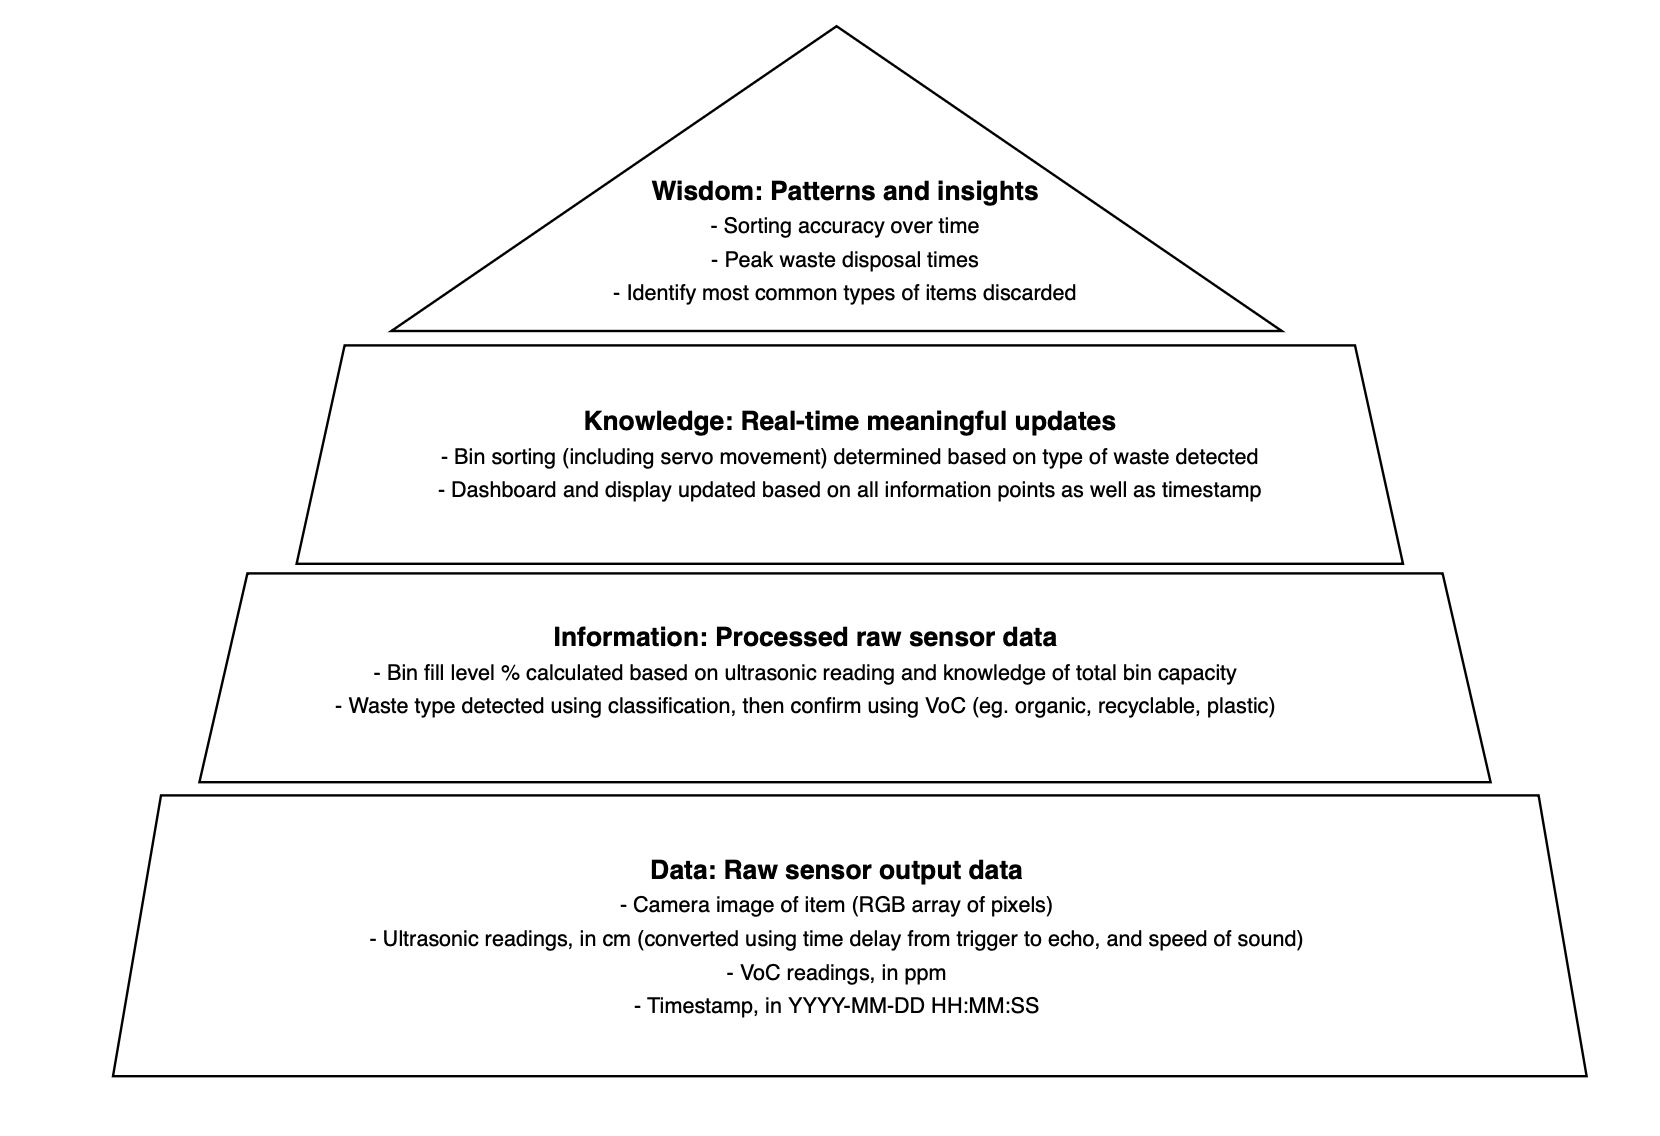 Wisdom: Patterns and insights
- Sorting accuracy over time
- Peak waste disposal times
- Identify most common types of items discarded
Knowledge: Real-time meaningful updates
- Bin sorting (including servo movement) determined based on type of waste detected
- Dashboard and display updated based on all information points as well as timestamp
Information: Processed raw sensor data
- Bin fill level % calculated based on ultrasonic reading and knowledge of total bin capacity
- Waste type detected using classification, then confirm using VoC (eg. organic, recyclable, plastic)
Data: Raw sensor output data
- Camera image of item (RGB array of pixels)
- Ultrasonic readings, in cm (converted using time delay from trigger to echo, and speed of sound)
- VoC readings, in ppm
- Timestamp, in YYYY-MM-DD HH:MM:SS